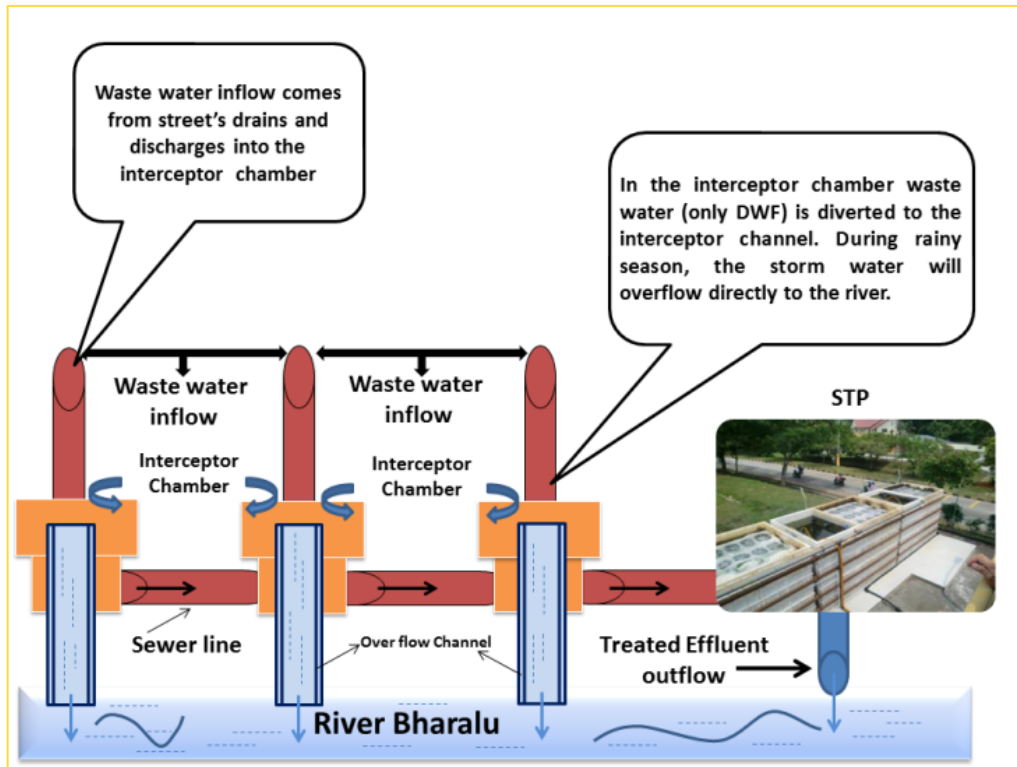 Waste water inflow comes
from street's drains and
discharges into the
interceptor chamber
In the interceptor chamber waste
water (only DWF) is diverted to the
interceptor channel. During rainy
season, the storm water will
overflow directly to the river.
Waste water
inflow
Waste water
inflow
STP
Interceptor
Chamber
Interceptor
Chamber
Sewer line
Over flow Channel
Treated Effluent
outflow
River Bharalu